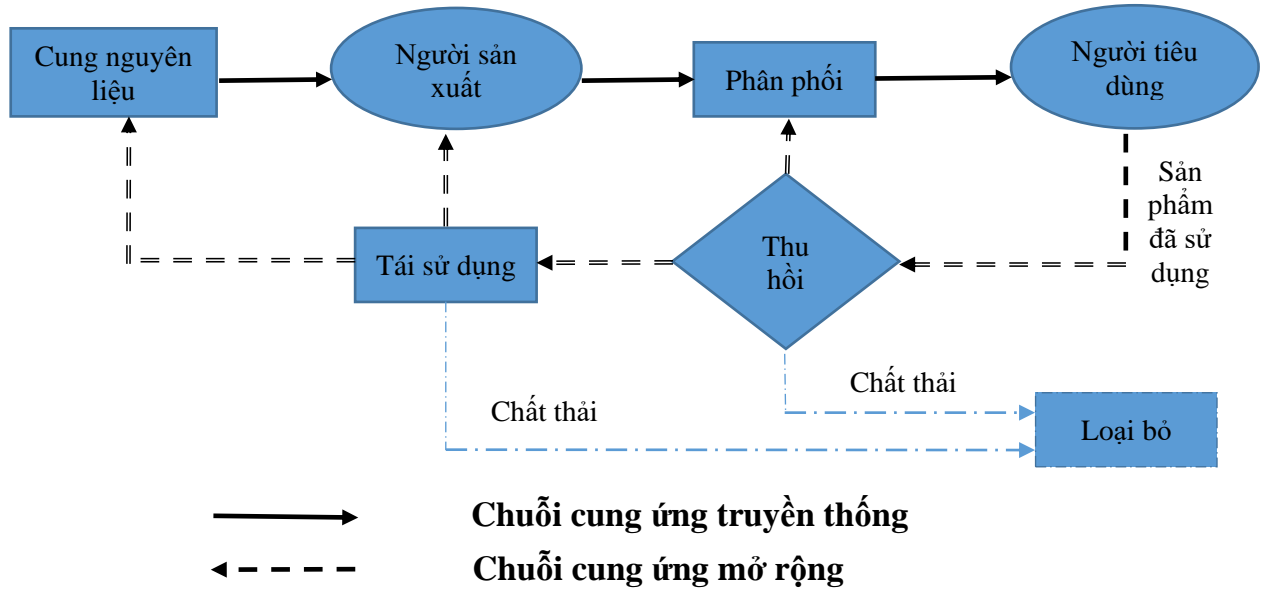 Cung nguyên
liệu
Người sản
xuất
Phân phối
Người tiêu
dùng
Sản
phẩm
đã sử
dụng
Tái sử dụng
Thu
hồi
Chất thải
Chất thải
Loại bỏ
Chuỗi cung ứng truyền thống
Chuỗi cung ứng mở rộng